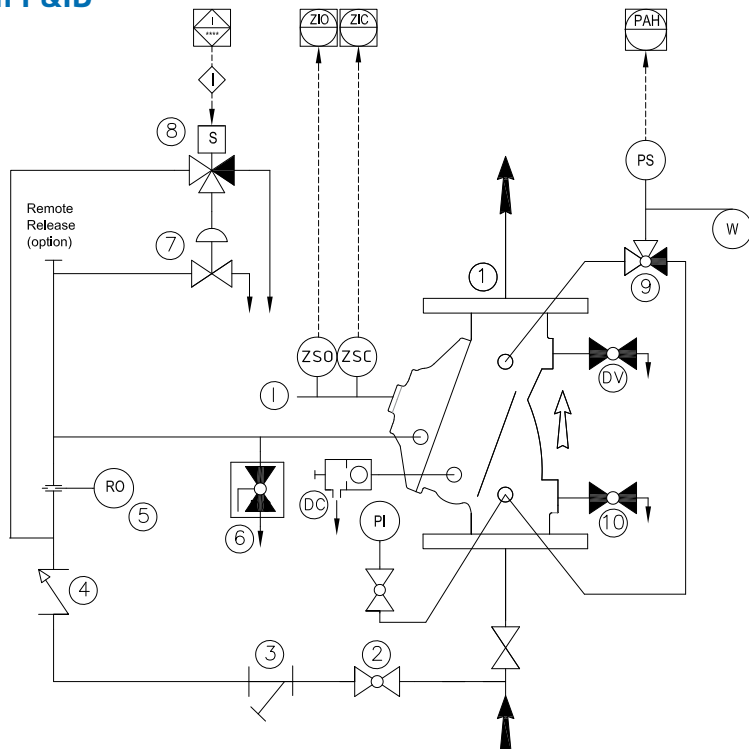 I
****
ZIO
ZIC
PAH
I
8
S
PS
Remote
Release
(option)
7
W
9
1
ZSO
ZSC
DV
I
RO
5
6
DC
PI
10
4
3
2